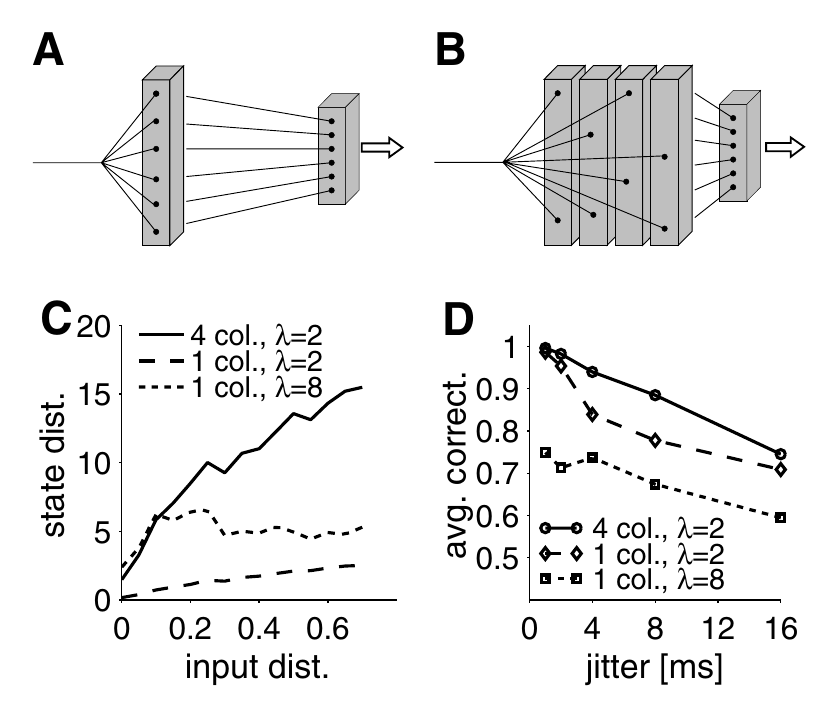 A
B
C
20
15
10
5
0
state dist.
4 col., λ=2
1 col., λ=2
1 col., λ=8
0 0.2 0.4 0.6
input dist.
D
1
0.9
0.8
0.7
0.6
0.5
avg. correct.
4 col., λ=2
1 col., λ=2
1 col., λ=8
0 4 8 12 16
jitter [ms]